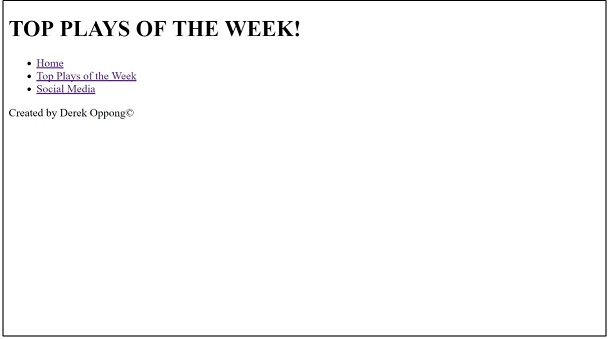 TOP PLAYS OF THE WEEK!
Home
Top Plays of the Week
Social Media
Created by Derek Oppong©